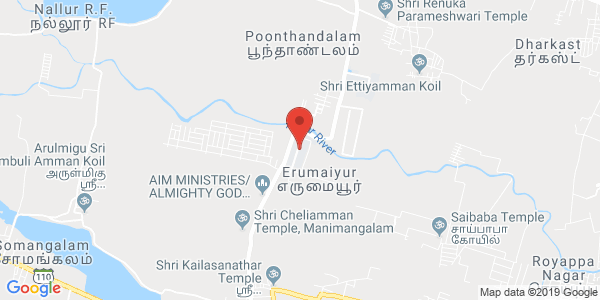 Nallur R.F.
நல்லூர் RF
Poonthandalam
பூந்தாண்டலம்
Shri Renuka
Parameshwari Temple
Dharkast
தர்கஸ்ட்
Shri Ettiyamman Koil
River
Arulmigu Sri
mbuli Amman Koil
அருள்மிகு
ஸ்ரீ...
Erumaiyur
எருமையூர்
AIM MINISTRIES/
ALMIGHTY GOD...
Shri Cheliamman
Temple, Manimangalam
Saibaba Temple
சாய்பாபா
கோயில்
Somangalam
சோமங்கலம்
110
Shri Kailasanathar
Temple
ஸ்ரீ...
Royappa
Nagar
Google
Map data ©2019 Google